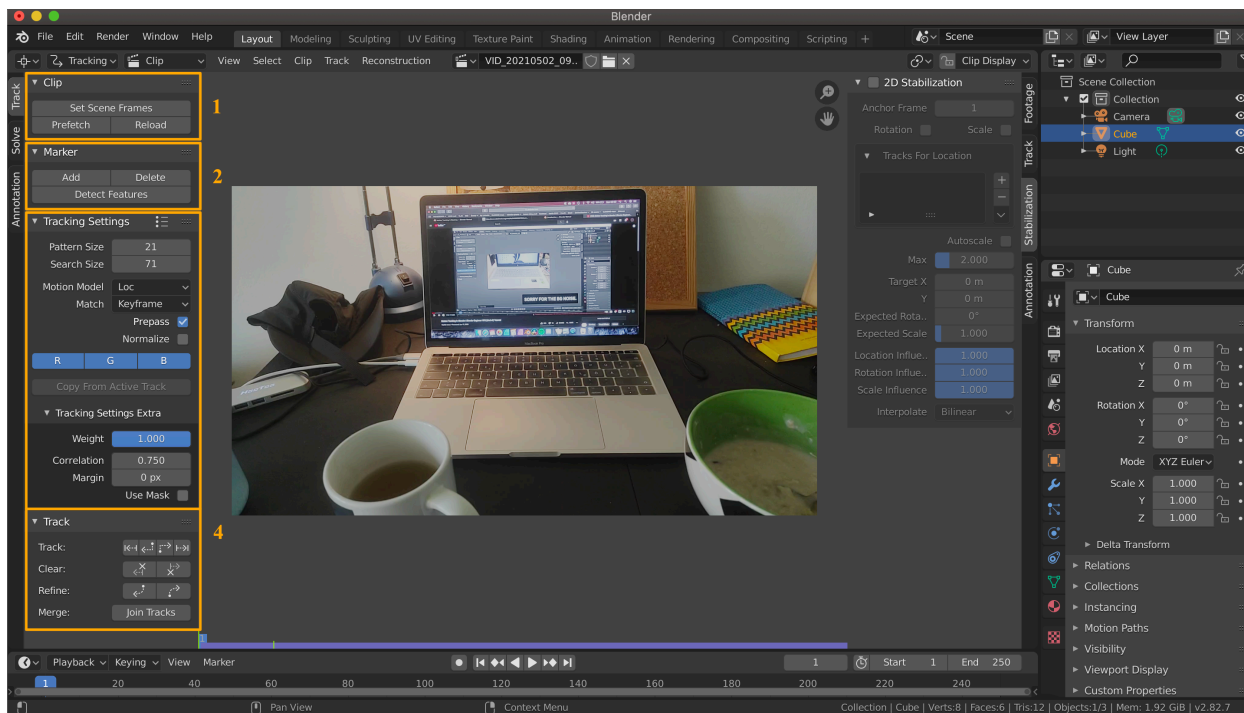 Blender
File Edit Render Window Help Layout Modeling Sculpting UV Editing Texture Paint Shading Animation Rendering Compositing Scripting + Scene View Layer
Tracking Clip View Select Clip Track Reconstruction VID_20210502_09.. Clip Display
Track
Solve
Annotation
Clip
Set Scene Frames
Prefetch Reload
1
Marker
Add Delete
Detect Features
2
Tracking Settings
Pattern Size 21
Search Size 71
Motion Model Loc
Match Keyframe
Prepass
Normalize
R G B
Copy From Active Track
Tracking Settings Extra
Weight 1.000
Correlation 0.750
Margin 0 px
Use Mask
Track
Track:
Clear:
Refine:
Merge: Join Tracks
4
MacBook Pro
2D Stabilization
Anchor Frame 1
Rotation Scale
Tracks For Location
Autoscale
Max 2.000
Target X 0 m
Y 0 m
Expected Rota.. 0°
Expected Scale 1.000
Location Influe.. 1.000
Rotation Influe.. 1.000
Scale Influence 1.000
Interpolate Bilinear
Footage
Track
Stabilization
Annotation
Scene Collection
Collection
Camera
Cube
Light
Cube
Cube
Transform
Location X 0 m
Y 0 m
Z 0 m
Rotation X 0°
Y 0°
Z 0°
Mode XYZ Euler
Scale X 1.000
Y 1.000
Z 1.000
Delta Transform
Relations
Collections
Instancing
Motion Paths
Visibility
Viewport Display
Custom Properties
1
Playback Keying View Marker 1 Start 1 End 250
1 20 40 60 80 100 120 140 160 180 200 220 240
Pan View Context Menu Collection | Cube | Verts:8 | Faces:6 | Tris:12 | Objects:1/3 | Mem: 1.92 GiB | v2.82.7